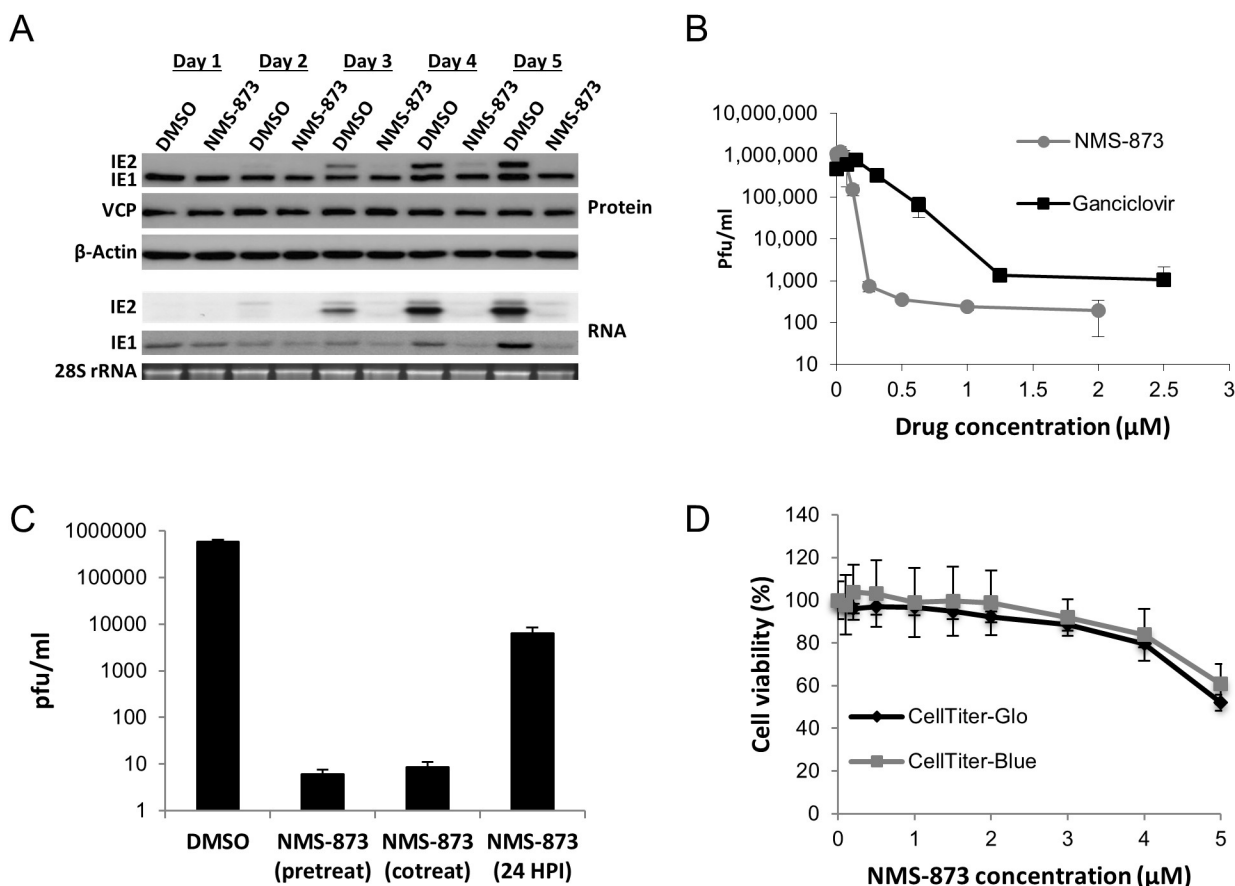 A
Day 1 Day 2 Day 3 Day 4 Day 5
DMSO NMS-873 DMSO NMS-873 DMSO NMS-873 DMSO NMS-873 DMSO NMS-873
IE2
IE1
VCP
Protein
β-Actin
IE2
RNA
IE1
28S rRNA
B
10,000,000
1,000,000
100,000
10,000
1,000
100
10
Pfu/ml
NMS-873
Ganciclovir
0 0.5 1 1.5 2 2.5 3
Drug concentration (μM)
C
1000000
100000
10000
1000
100
10
1
pfu/ml
DMSO NMS-873 NMS-873 NMS-873
(pretreat) (cotreat) (24 HPI)
D
140
120
100
80
60
40
20
0
Cell viability (%)
CellTiter-Glo
CellTiter-Blue
0 1 2 3 4 5
NMS-873 concentration (μM)